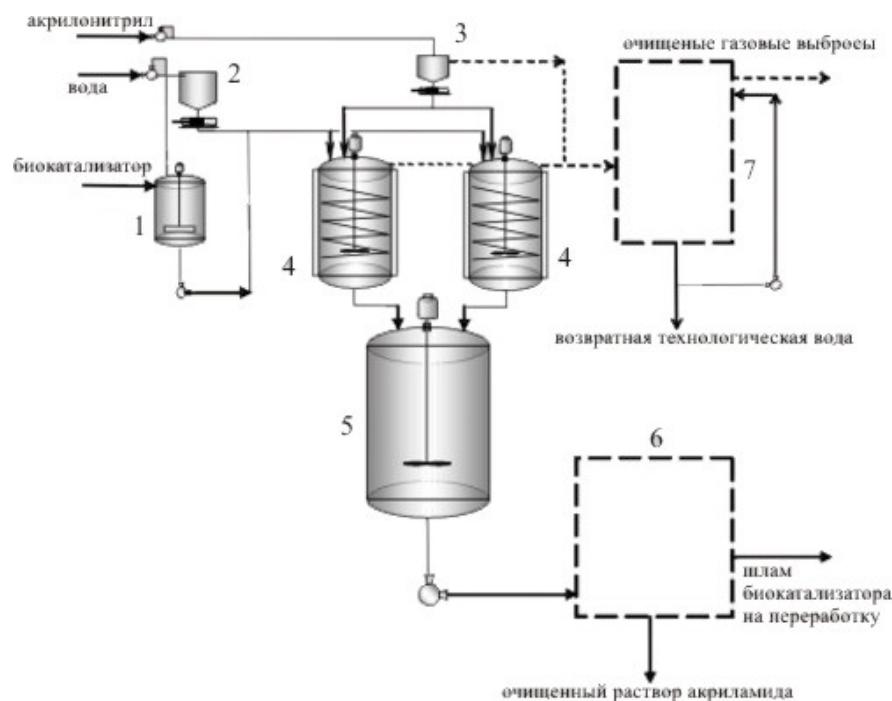 акрилонитрил
3
очищеные газовые выбросы
2
вода
биокатализатор
1
7
4
4
возвратная технологическая вода
5
6
шлам
биокатализатора
на переработку
очищенный раствор акриламида